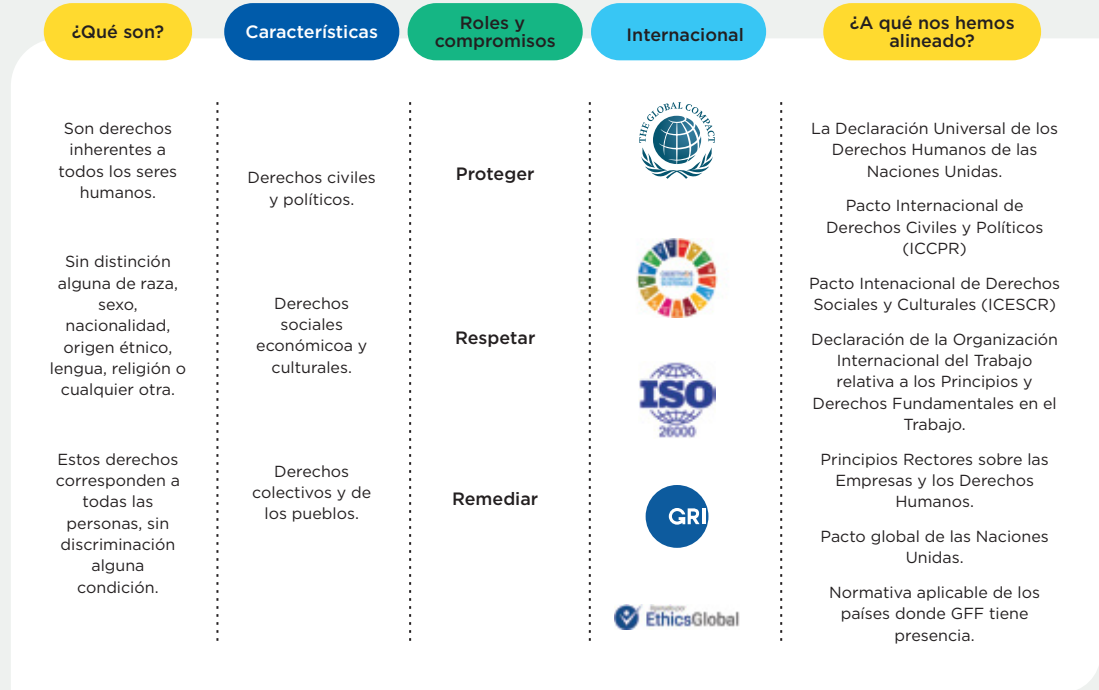 ¿Qué son?
Características
Roles y
compromisos
Internacional
¿A qué nos hemos
alineado?
Son derechos
inherentes a
todos los seres
humanos.
Sin distinción
alguna de raza,
sexo,
nacionalidad,
origen étnico,
lengua, religión o
cualquier otra.
Estos derechos
corresponden a
todas las
personas, sin
discriminación
alguna
condición.
Derechos civiles
y políticos.
Derechos
sociales
económicoa y
culturales.
Derechos
colectivos y de
los pueblos.
Proteger
Respetar
Remediar
THE GLOBAL COMPACT
OBJETIVOS
ISO
26000
GRI
EthicsGlobal
La Declaración Universal de los
Derechos Humanos de las
Naciones Unidas.
Pacto Internacional de
Derechos Civiles y Políticos
(ICCPR)
Pacto Intenacional de Derechos
Sociales y Culturales (ICESCR)
Declaración de la Organización
Internacional del Trabajo
relativa a los Principios y
Derechos Fundamentales en el
Trabajo.
Principios Rectores sobre las
Empresas y los Derechos
Humanos.
Pacto global de las Naciones
Unidas.
Normativa aplicable de los
países donde GFF tiene
presencia.